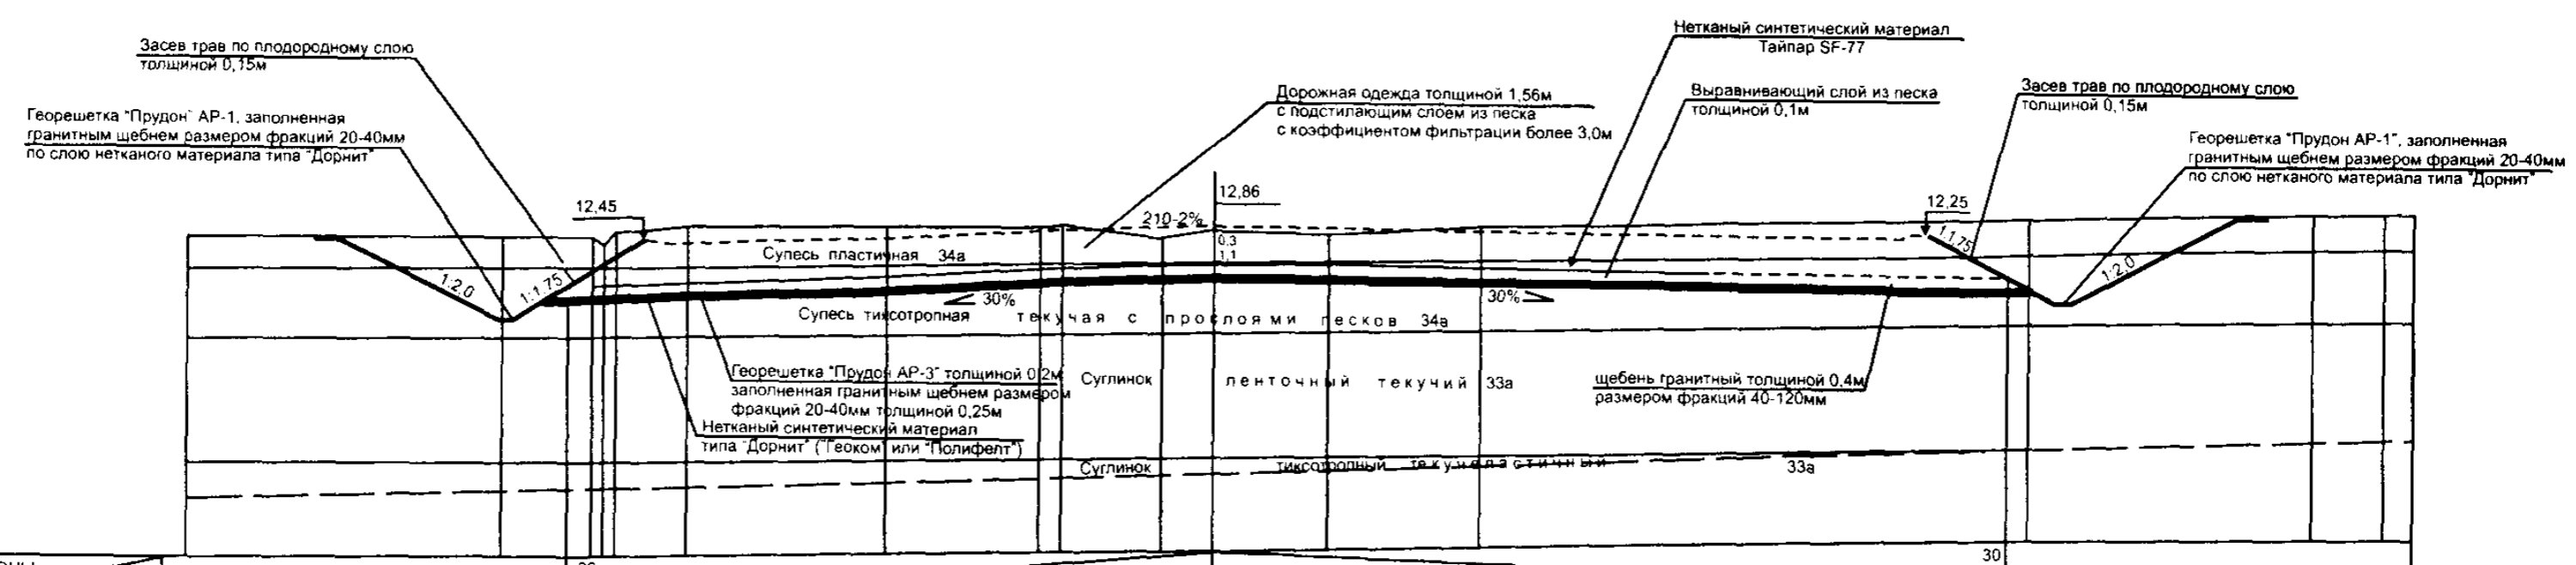 Засев трав по плодородному слою
толщиной 0,15м
Георешетка "Прудон" АР-1, заполненная
гранитным щебнем размером фракций 20-40мм
по слою нетканого материала типа "Дорнит"
Дорожная одежда толщиной 1,56м
с подстилающим слоем из песка
с коэффициентом фильтрации более 3,0м
Нетканый синтетический материал
Тайпар SF-77
Выравнивающий слой из песка
толщиной 0,1м
Засев трав по плодородному слою
толщиной 0,15м
Георешетка "Прудон АР-1", заполненная
гранитным щебнем размером фракций 20-40мм
по слою нетканого материала типа "Дорнит"
12,45
12,86
12,25
210-2%
0,3
1,1
1:2,0
1:1,75
1:1,75
1:2,0
Супесь пластичная 34а
30%
30%
Супесь тиксотропная текучая с прослоями песков 34а
Георешетка "Прудон АР-3" толщиной 0,2м
заполненная гранитным щебнем размером
фракций 20-40мм толщиной 0,25м
Нетканый синтетический материал
типа "Дорнит" ("Геоком" или "Полифелт")
Суглинок ленточный текучий 33а
щебень гранитный толщиной 0,4м
размером фракций 40-120мм
Суглинок тиксотропный текучепластичный 33а
30